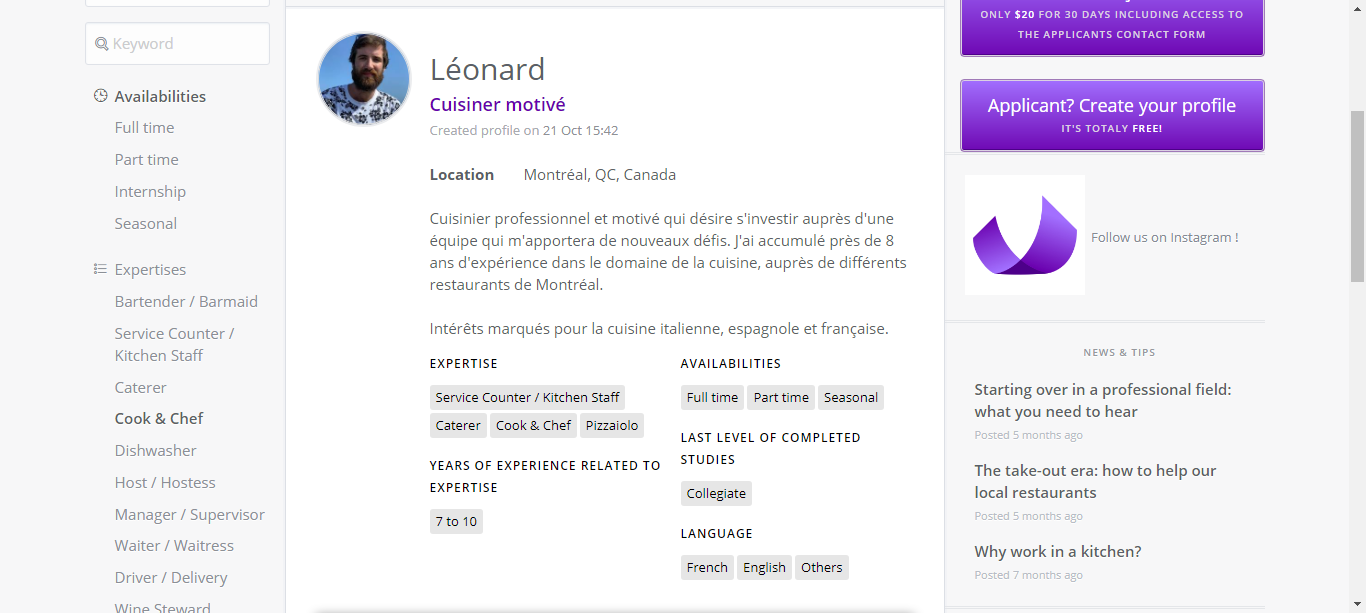 Keyword
Availabilities
Full time
Part time
Internship
Seasonal
Expertises
Bartender / Barmaid
Service Counter /
Kitchen Staff
Caterer
Cook & Chef
Dishwasher
Host / Hostess
Manager / Supervisor
Waiter / Waitress
Driver / Delivery
Wine Steward
Léonard
Cuisiner motivé
Created profile on 21 Oct 15:42
Location Montréal, QC, Canada
Cuisinier professionnel et motivé qui désire s'investir auprès d'une
équipe qui m'apportera de nouveaux défis. J'ai accumulé près de 8
ans d'expérience dans le domaine de la cuisine, auprès de différents
restaurants de Montréal.
Intérêts marqués pour la cuisine italienne, espagnole et française.
EXPERTISE
Service Counter / Kitchen Staff
Caterer Cook & Chef Pizzaiolo
YEARS OF EXPERIENCE RELATED TO
EXPERTISE
7 to 10
AVAILABILITIES
Full time Part time Seasonal
LAST LEVEL OF COMPLETED
STUDIES
Collegiate
LANGUAGE
French English Others
ONLY $20 FOR 30 DAYS INCLUDING ACCESS TO
THE APPLICANTS CONTACT FORM
Applicant? Create your profile
IT'S TOTALY FREE!
Follow us on Instagram !
NEWS & TIPS
Starting over in a professional field:
what you need to hear
Posted 5 months ago
The take-out era: how to help our
local restaurants
Posted 5 months ago
Why work in a kitchen?
Posted 7 months ago